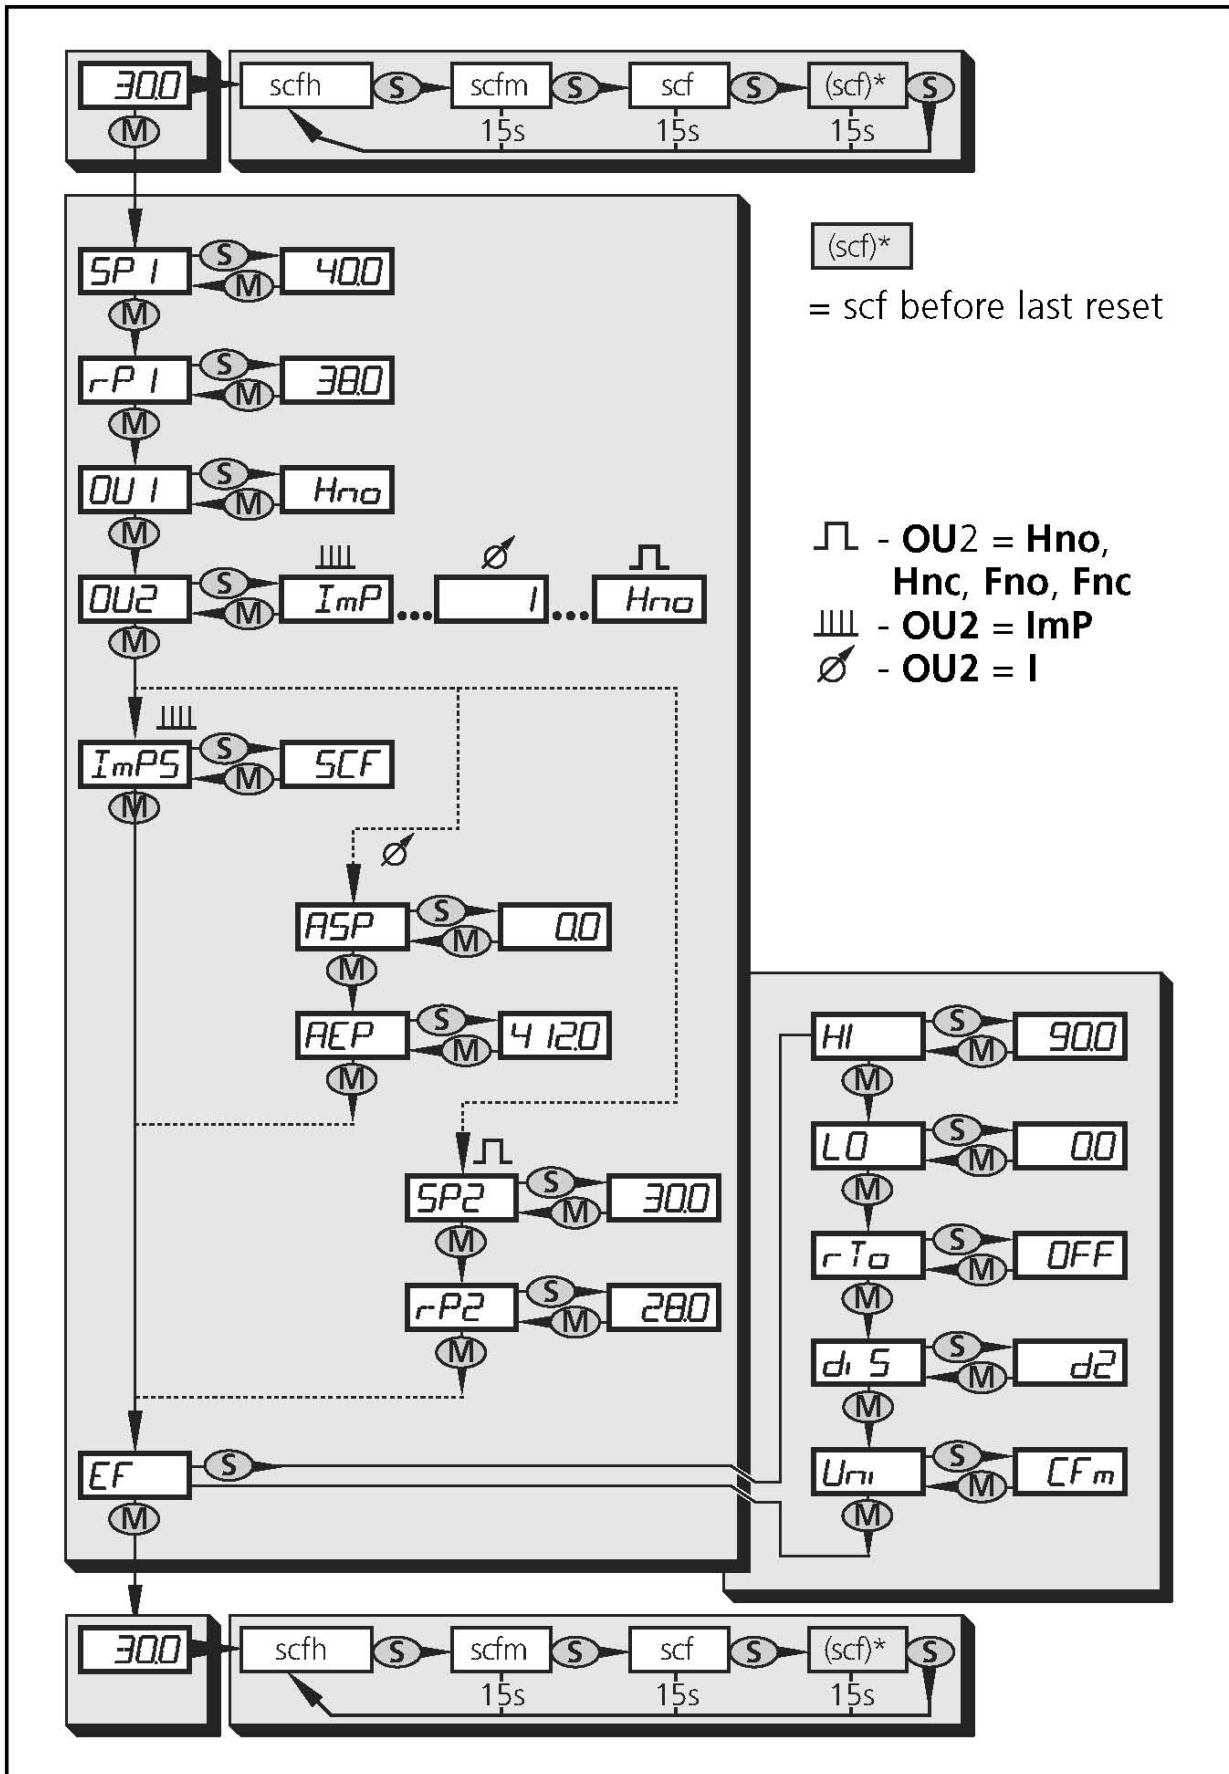 30.0 scfh S scfm S scf S (scf)* S
M 15s 15s 15s
SP1 S M 40.0
(scf)*
M
= scf before last reset
rP1 S M 38.0
M
OU1 S M Hno
M
⎍ - OU2 = Hno,
Hnc, Fno, Fnc
OU2 S M ImP ... I ... Hno
- OU2 = ImP
M
- OU2 = I
ImPS S M SCF
M
ASP S M 0.0
M
AEP S M 412.0
M
SP2 S M 30.0
M
rP2 S M 28.0
M
HI S M 90.0
M
LO S M 0.0
M
rTo S M OFF
M
diS S M d2
M
Uni S M CFm
M
EF S
M
30.0 scfh S scfm S scf S (scf)* S
15s 15s 15s